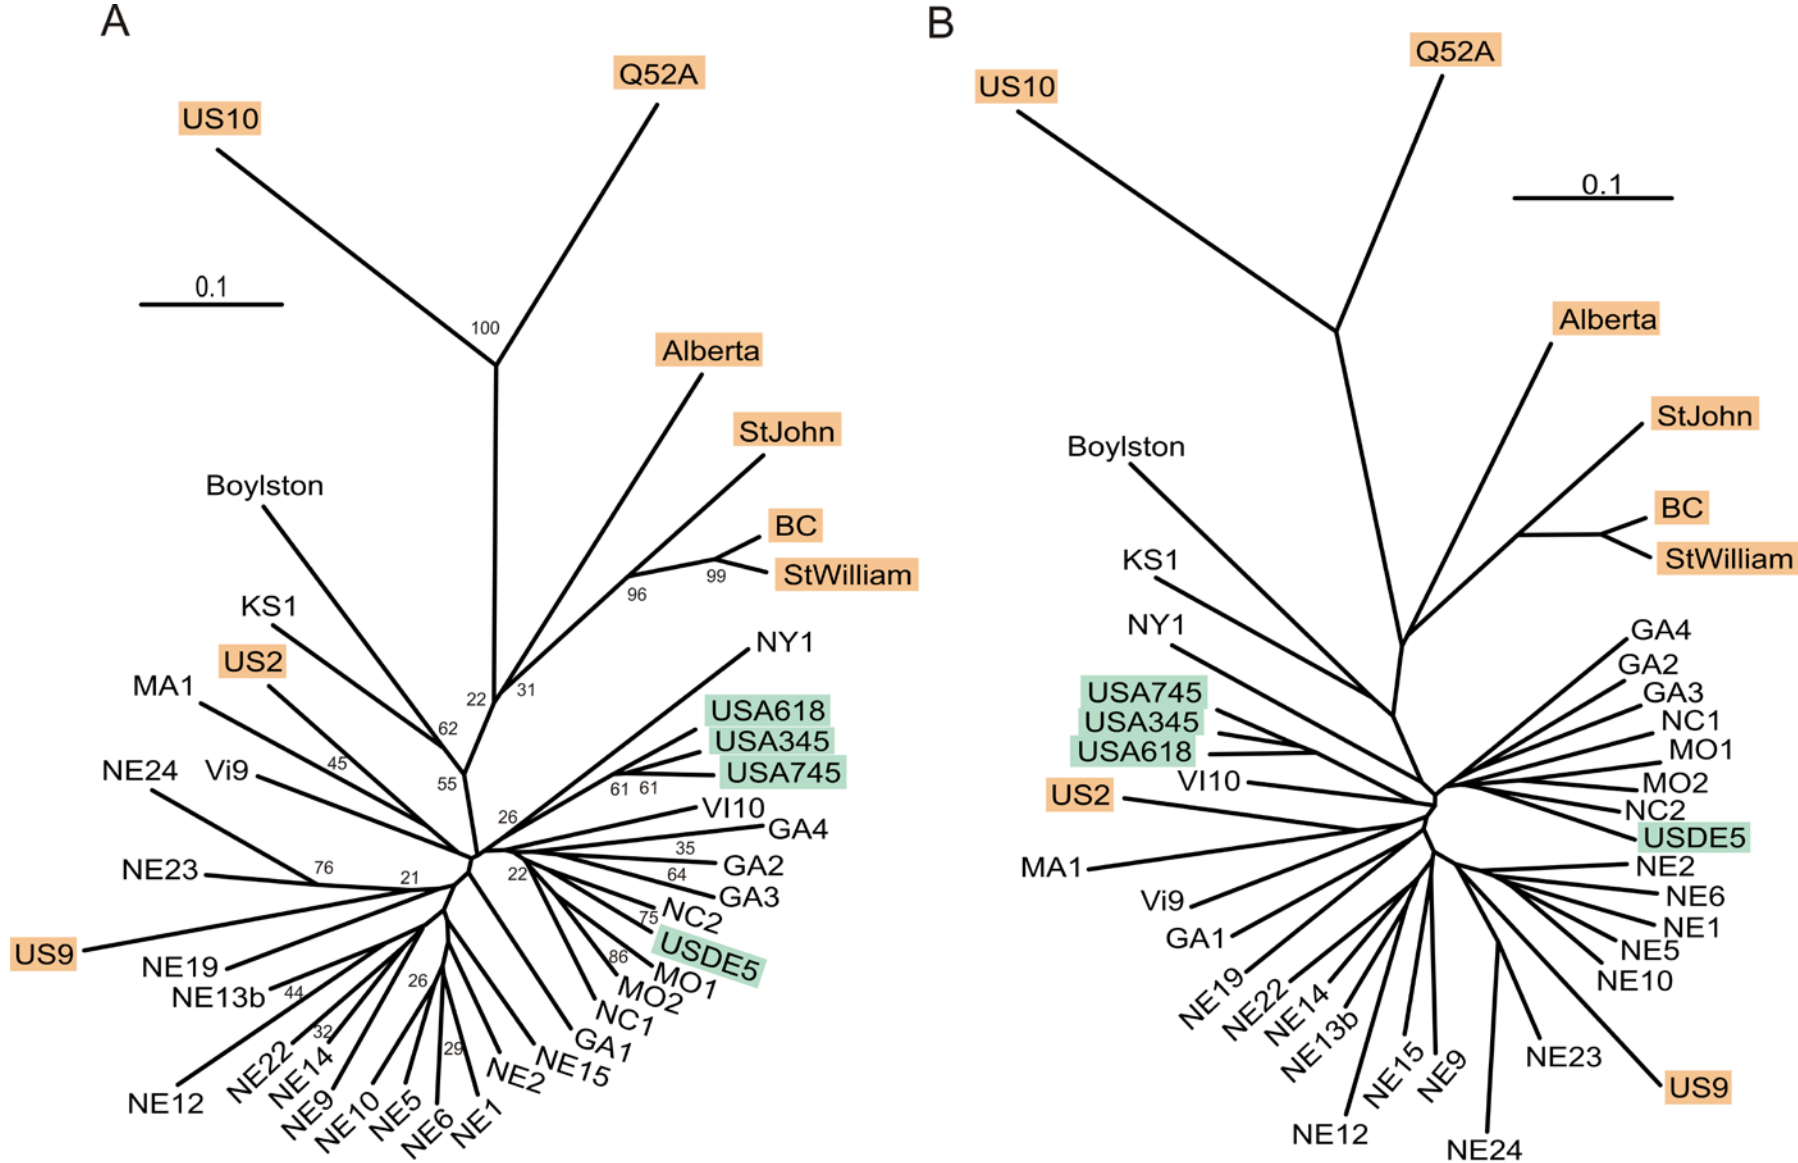 A
Q52A
US10
0.1
100
Alberta
StJohn
Boylston
BC
StWilliam
99
96
KS1
NY1
US2
MA1
31
22
USA618
62
USA345
45
NE24
Vi9
USA745
55
61 61
VI10
26
GA4
35
NE23
76
21
22
GA2
64
GA3
NC2
75
US9
USDE5
NE19
86
MO1
NE13b
44
26
MO2
NC1
32
GA1
29
NE22
NE14
NE15
NE2
NE12
NE9
NE10
NE5
NE6
NE1
B
Q52A
US10
0.1
Alberta
StJohn
Boylston
BC
StWilliam
KS1
NY1
GA4
GA2
USA745
GA3
USA345
NC1
USA618
MO1
VI10
MO2
US2
NC2
USDE5
MA1
NE2
Vi9
NE6
GA1
NE1
NE5
NE19
NE10
NE22
NE14
NE13b
NE15
NE9
NE23
US9
NE12
NE24